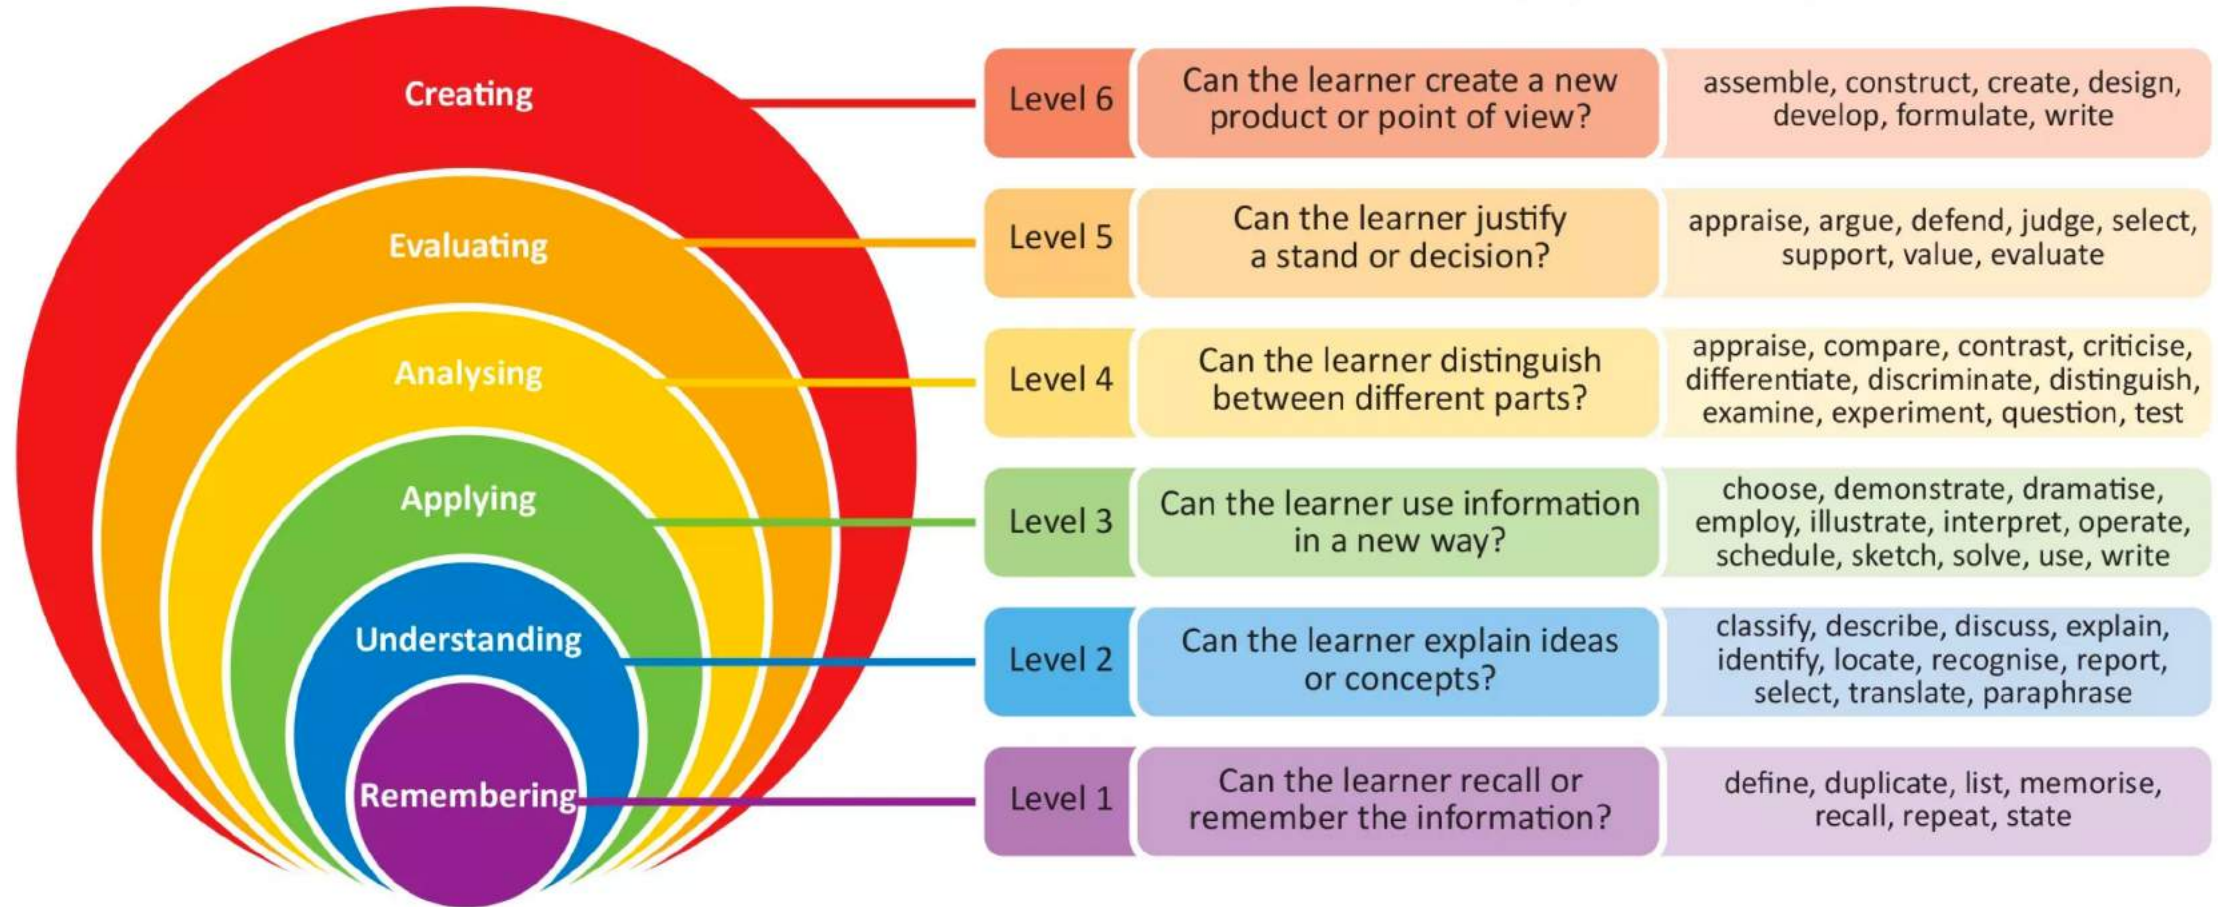 Creating
Level 6
Can the learner create a new
product or point of view?
assemble, construct, create, design,
develop, formulate, write
Evaluating
Level 5
Can the learner justify
a stand or decision?
appraise, argue, defend, judge, select,
support, value, evaluate
Analysing
Level 4
Can the learner distinguish
between different parts?
appraise, compare, contrast, criticise,
differentiate, discriminate, distinguish,
examine, experiment, question, test
Applying
Level 3
Can the learner use information
in a new way?
choose, demonstrate, dramatise,
employ, illustrate, interpret, operate,
schedule, sketch, solve, use, write
Understanding
Level 2
Can the learner explain ideas
or concepts?
classify, describe, discuss, explain,
identify, locate, recognise, report,
select, translate, paraphrase
Remembering
Level 1
Can the learner recall or
remember the information?
define, duplicate, list, memorise,
recall, repeat, state